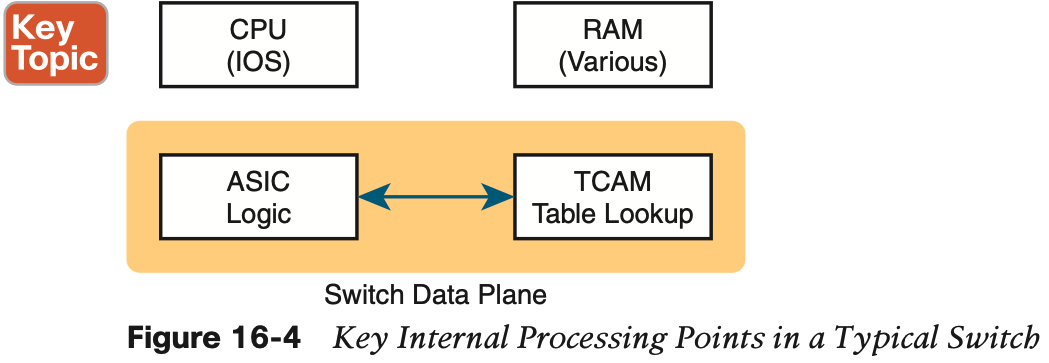 Key
Topic
CPU
(IOS)
RAM
(Various)
ASIC
Logic
TCAM
Table Lookup
Switch Data Plane
Figure 16-4 Key Internal Processing Points in a Typical Switch